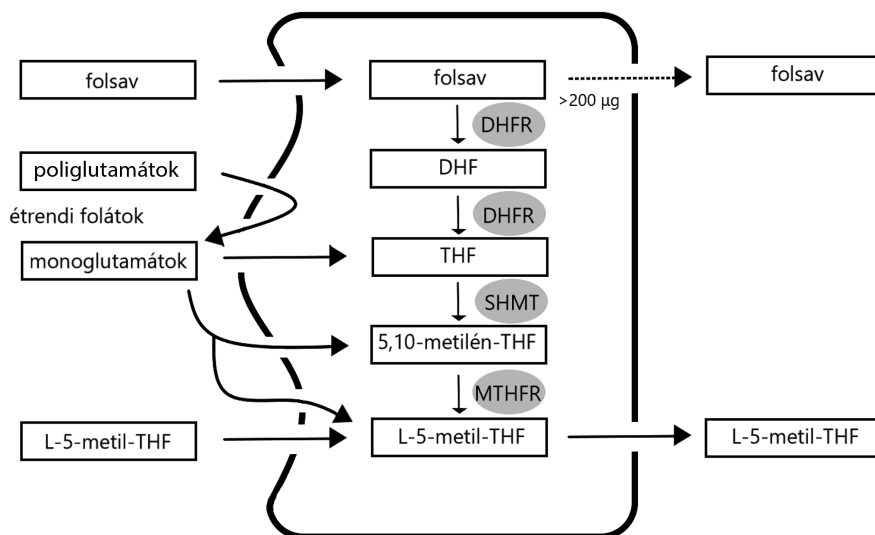 folsav
folsav
folsav
>200 µg
DHFR
poliglutamátok
DHF
étrendi folátok
DHFR
monoglutamátok
THF
SHMT
5,10-metilén-THF
MTHFR
L-5-metil-THF
L-5-metil-THF
L-5-metil-THF